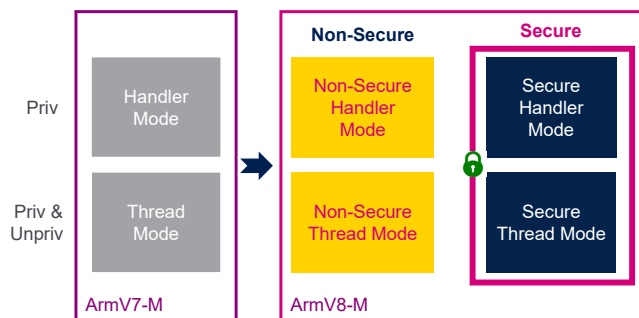 Non-Secure
Secure
Priv
Handler
Mode
Non-Secure
Handler
Mode
Secure
Handler
Mode
Priv &
Unpriv
Thread
Mode
Non-Secure
Thread Mode
Secure
Thread Mode
ArmV7-M
ArmV8-M